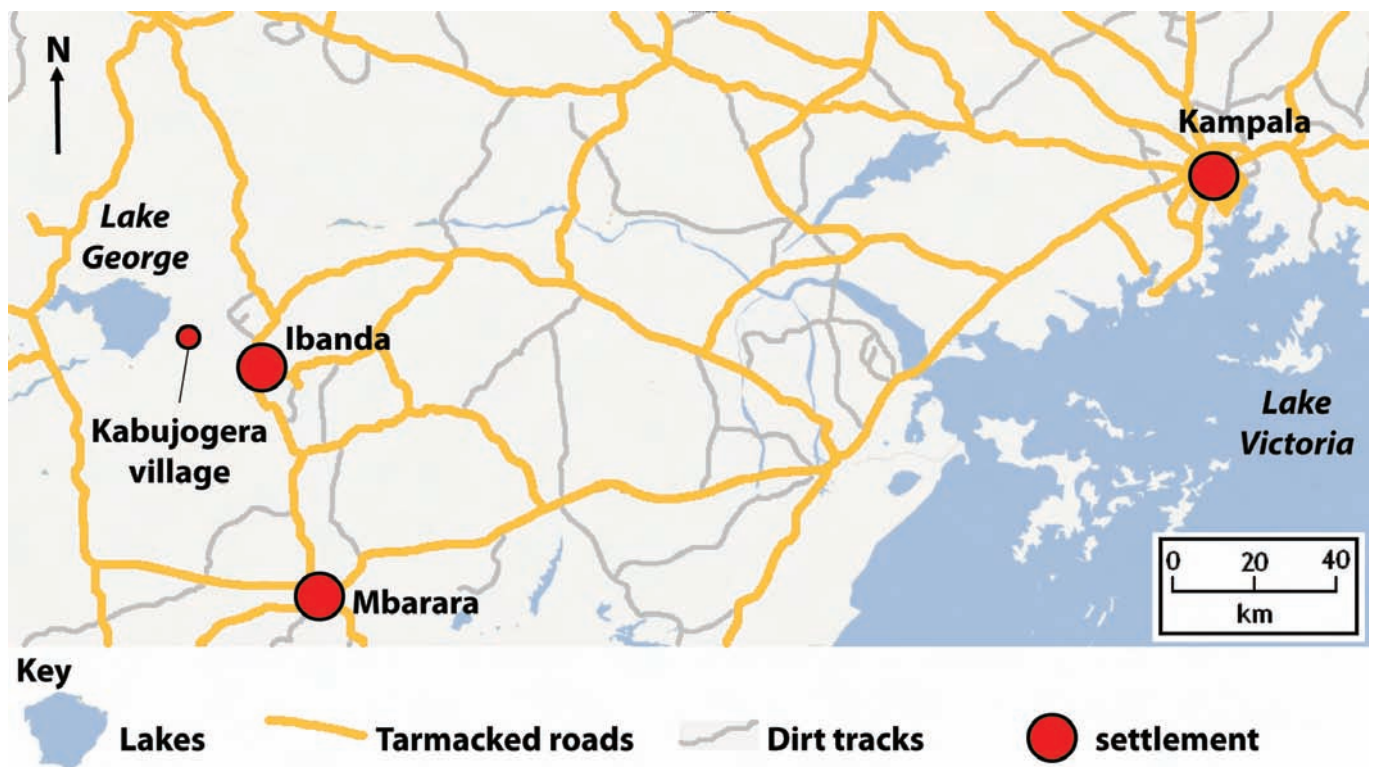 N
Kampala
Lake
George
Ibanda
Kabujogera
village
Lake
Victoria
Mbarara
0 20 40
km
Key
Lakes
Tarmacked roads
Dirt tracks
settlement